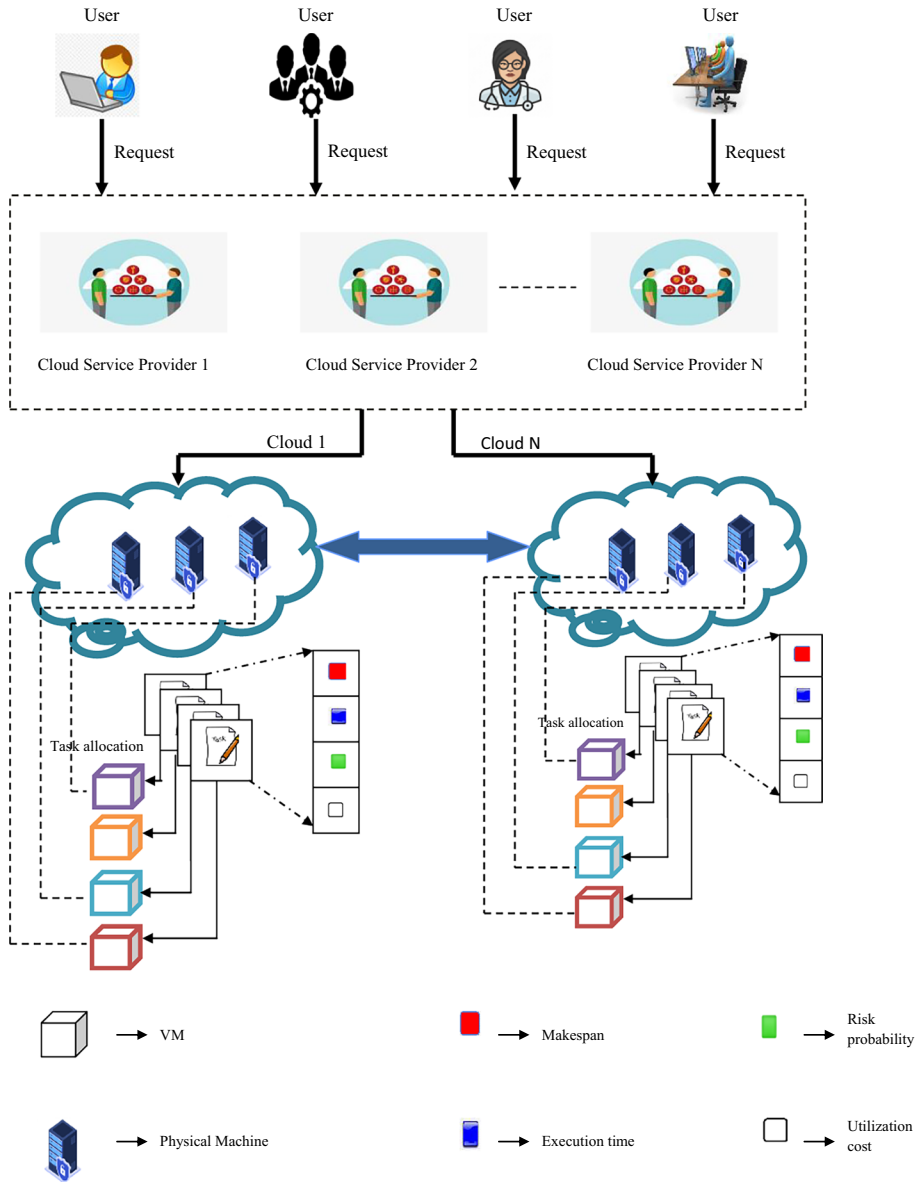 User
User
User
User
Request
Request
Request
Request
Cloud Service Provider 1
Cloud Service Provider 2
Cloud Service Provider N
Cloud 1
Cloud N
Task allocation
Task allocation
VM
Makespan
Risk
probability
Physical Machine
Execution time
Utilization
cost